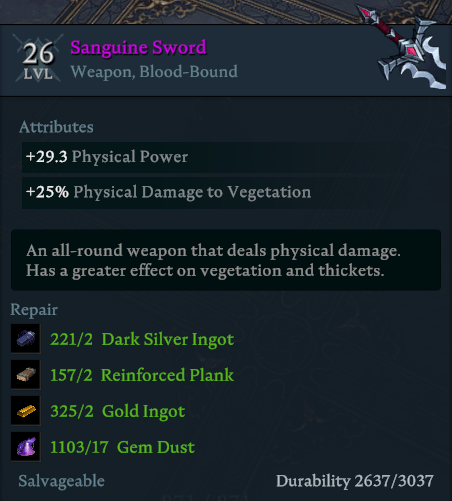 26
LVL
Sanguine Sword
Weapon, Blood-Bound
Attributes
+29.3 Physical Power
+25% Physical Damage to Vegetation
An all-round weapon that deals physical damage.
Has a greater effect on vegetation and thickets.
Repair
221/2 Dark Silver Ingot
157/2 Reinforced Plank
325/2 Gold Ingot
1103/17 Gem Dust
Salvageable
Durability 2637/3037